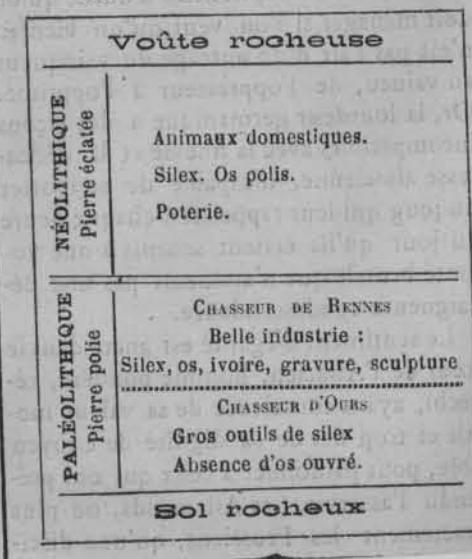 Voûte rocheuse
NÉOLITHIQUE
Pierre éclatée
Animaux domestiques.
Silex. Os polis.
Poterie.
PALÉOLITHIQUE
Pierre polie
CHASSEUR DE RENNES
Belle industrie :
Silex, os, ivoire, gravure, sculpture
CHASSEUR D'OURS
Gros outils de silex
Absence d'os ouvré.
Sol rocheux